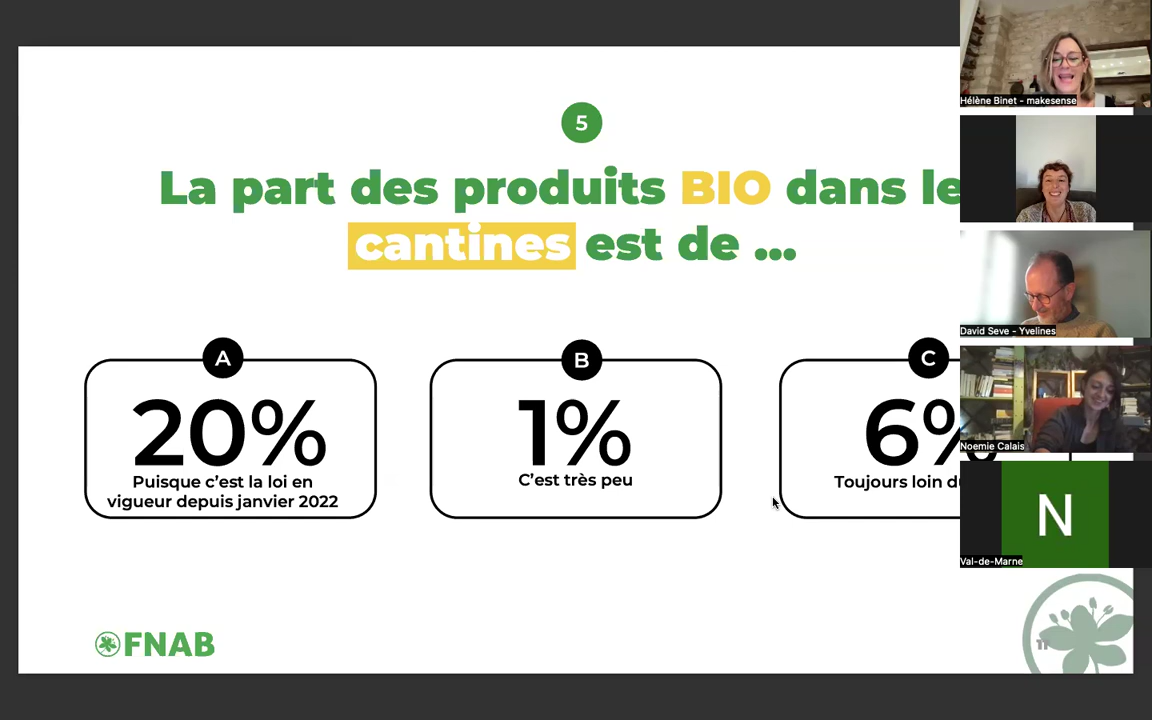 5
La part des produits BIO dans le
cantines est de ...
A
20%
Puisque c'est la loi en
vigueur depuis janvier 2022
B
1%
C'est très peu
C
6%
Toujours loin
FNAB
Hélène Binet - makesense
David Seve - Yvelines
Noemie Calais
N
Val-de-Marne